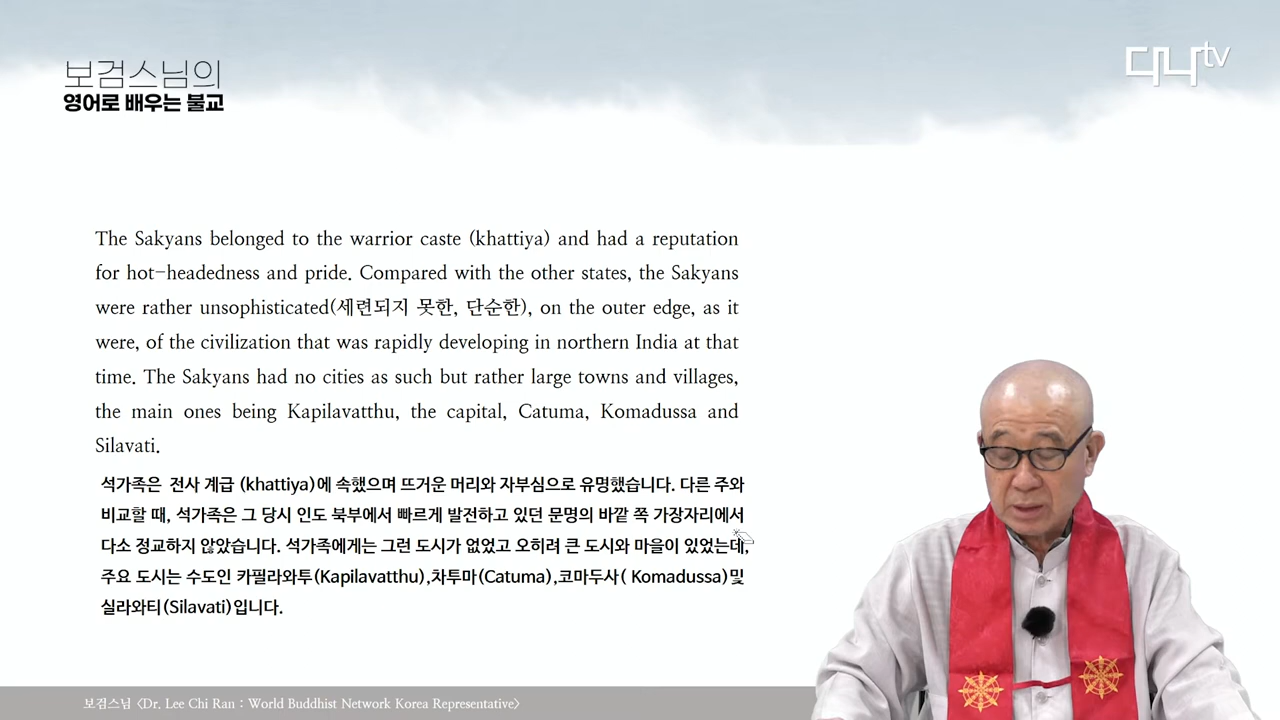 보검스님의
영어로 배우는 불교
디나tv
The Sakyans belonged to the warrior caste (khattiya) and had a reputation
for hot-headedness and pride. Compared with the other states, the Sakyans
were rather unsophisticated(세련되지 못한, 단순한), on the outer edge, as it
were, of the civilization that was rapidly developing in northern India at that
time. The Sakyans had no cities as such but rather large towns and villages,
the main ones being Kapilavatthu, the capital, Catuma, Komadussa and
Silavati.
석가족은 전사 계급 (khattiya)에 속했으며 뜨거운 머리와 자부심으로 유명했습니다. 다른 주와
비교할 때, 석가족은 그 당시 인도 북부에서 빠르게 발전하고 있던 문명의 바깥 쪽 가장자리에서
다소 정교하지 않았습니다. 석가족에게는 그런 도시가 없었고 오히려 큰 도시와 마을이 있었는데,
주요 도시는 수도인 카필라와투(Kapilavatthu),차투마(Catuma),코마두사( Komadussa)및
실라와티(Silavati)입니다.
보검스님 <Dr. Lee Chi Ran : World Buddhist Network Korea Representative>